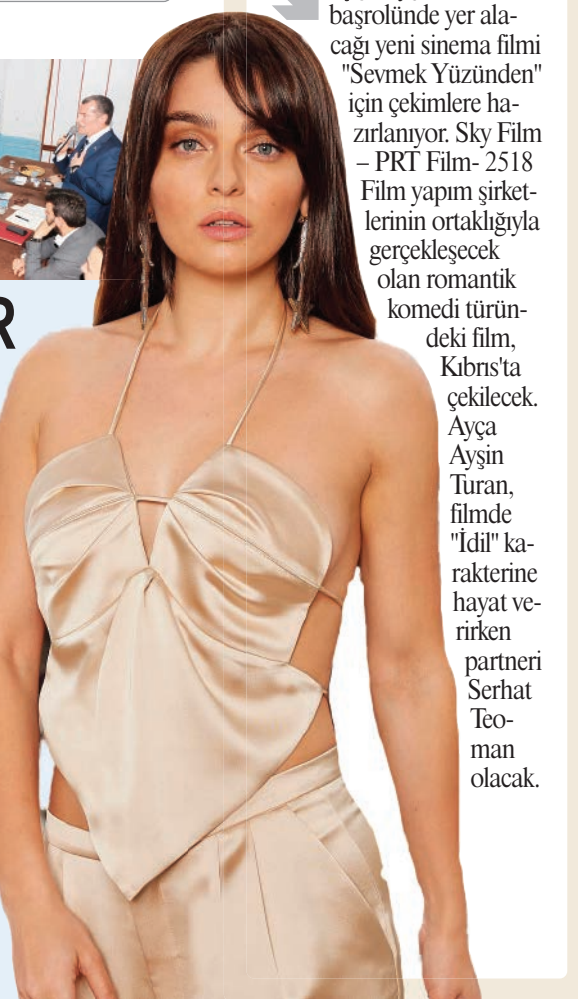 başrolünde yer ala-
cağı yeni sinema filmi
"Sevmek Yüzünden"
için çekimlere ha-
zırlanıyor. Sky Film
– PRT Film- 2518
Film yapım şirket-
lerinin ortaklığıyla
gerçekleşecek
olan romantik
komedi türün-
deki film,
Kıbrıs'ta
çekilecek.
Ayça
Ayşin
Turan,
filmde
"İdil" ka-
rakterine
hayat ve-
rirken
partneri
Serhat
Teo-
man
olacak.
R